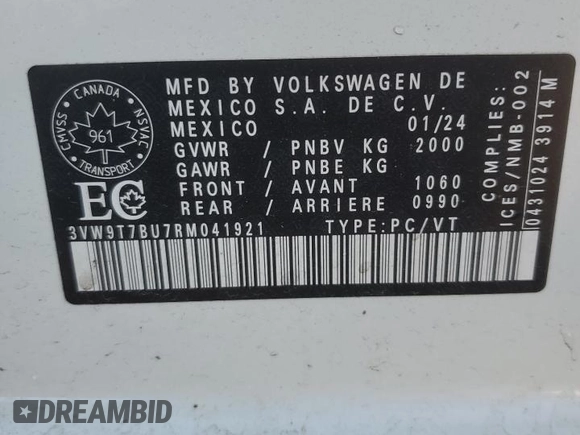 CANADA
CMVSS
NSVAC
961
TRANSPORT
EC
MFD BY VOLKSWAGEN DE
MEXICO S.A. DE C.V.
MEXICO 01/24
GVWR / PNBV KG 2000
GAWR / PNBE KG
FRONT / AVANT 1060
REAR / ARRIERE 0990
3VW9T7BU7RM041921 TYPE:PC/VT
COMPLIES:
ICES/NMB-002
0431024 3914 M
DREAMBID